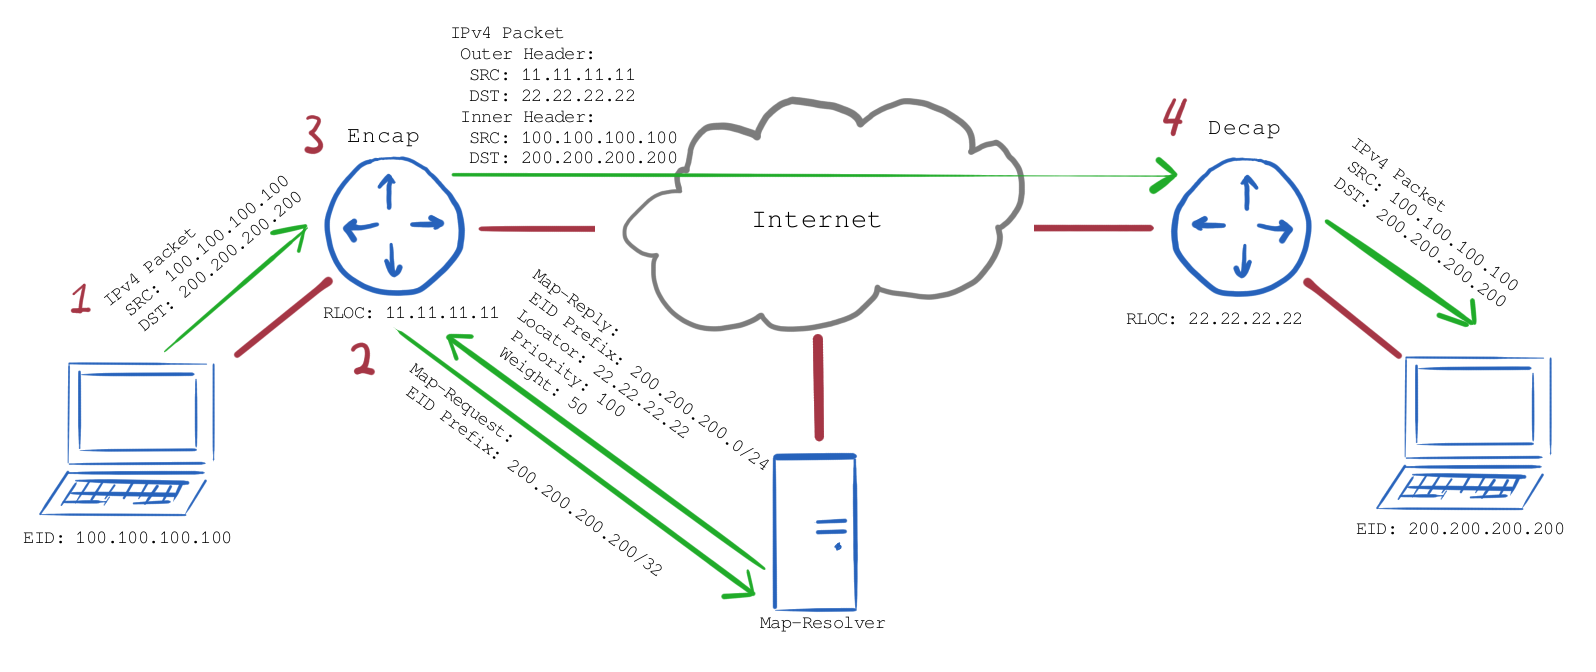 IPv4 Packet
Outer Header:
SRC: 11.11.11.11
DST: 22.22.22.22
Inner Header:
SRC: 100.100.100.100
DST: 200.200.200.200
3
Encap
4
Decap
1
IPv4 Packet
SRC: 100.100.100.100
DST: 200.200.200.200
Internet
IPv4 Packet
SRC: 100.100.100.100
DST: 200.200.200.200
RLOC: 11.11.11.11
RLOC: 22.22.22.22
2
Map-Reply:
EID Prefix: 200.200.200.0/24
Locator: 22.22.22.22
Priority: 100
Weight: 50
Map-Request:
EID Prefix: 200.200.200.200/32
EID: 100.100.100.100
EID: 200.200.200.200
Map-Resolver